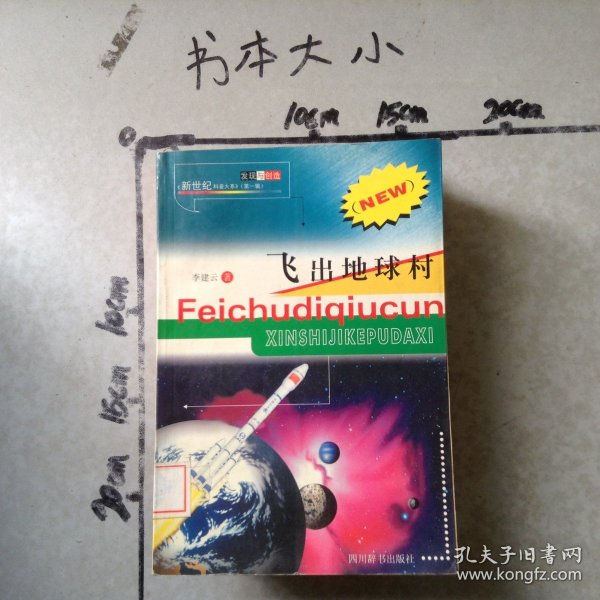 书本大小
10cm 15cm 20cm
0
10cm
15cm
20cm
发现与创造
《新世纪科普大系》(第一辑)
NEW
飞出地球村
李建云 著
Feichudiqiucun
XINSHIJIKEPUDAXI
四川辞书出版社
孔夫子旧书网
www.kongfz.com